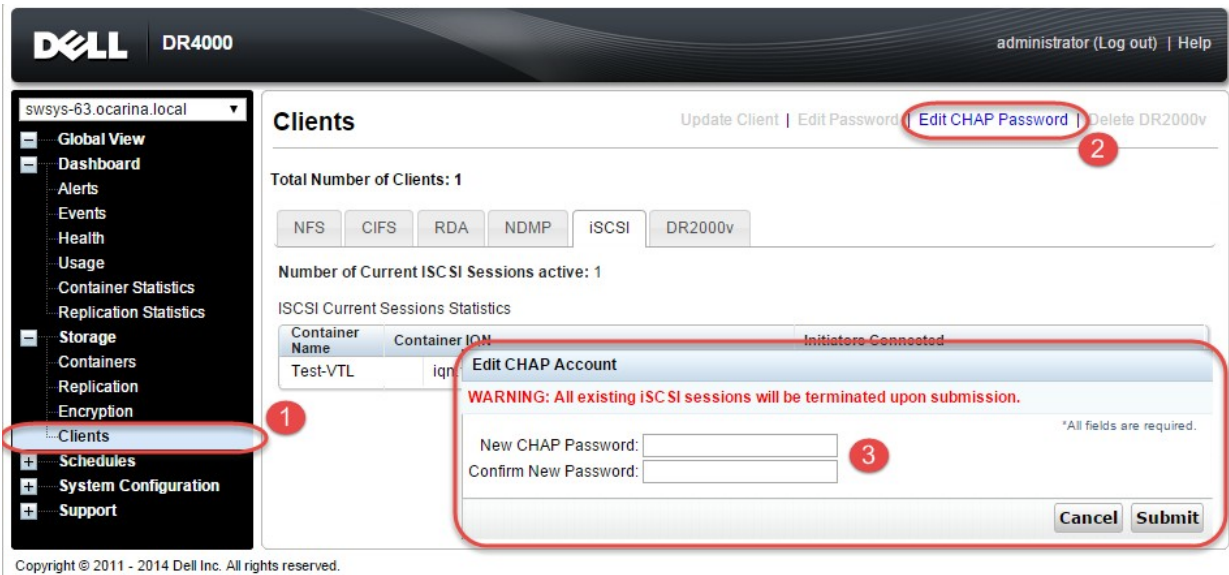 DELL DR4000
administrator (Log out) | Help
swsys-63.ocarina.local
Global View
Dashboard
Alerts
Events
Health
Usage
Container Statistics
Replication Statistics
Storage
Containers
Replication
Encryption
Clients
1
Schedules
System Configuration
Support
Clients
Update Client | Edit Password | Edit CHAP Password | Delete DR2000v
2
Total Number of Clients: 1
NFS CIFS RDA NDMP iSCSI DR2000v
Number of Current ISCSI Sessions active: 1
ISCSI Current Sessions Statistics
Container Name Container IQN Initiators Connected
Test-VTL iqn
Edit CHAP Account
WARNING: All existing iSCSI sessions will be terminated upon submission.
*All fields are required.
New CHAP Password:
3
Confirm New Password:
Cancel Submit
Copyright © 2011 - 2014 Dell Inc. All rights reserved.